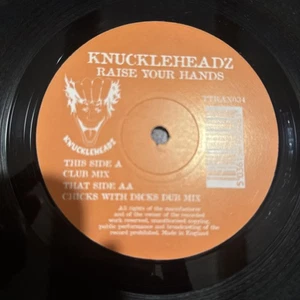 KNUCKLEHEADZ
RAISE YOUR HANDS
KNUCKLEHEADZ
THIS SIDE A
CLUB MIX
THAT SIDE AA
CHICKS WITH DICKS DUB MIX
All rights of the manufacturer
and of the owner of the recorded
work reserved, unauthorised copying,
public performance and broadcasting of the
record prohibited. Made in England